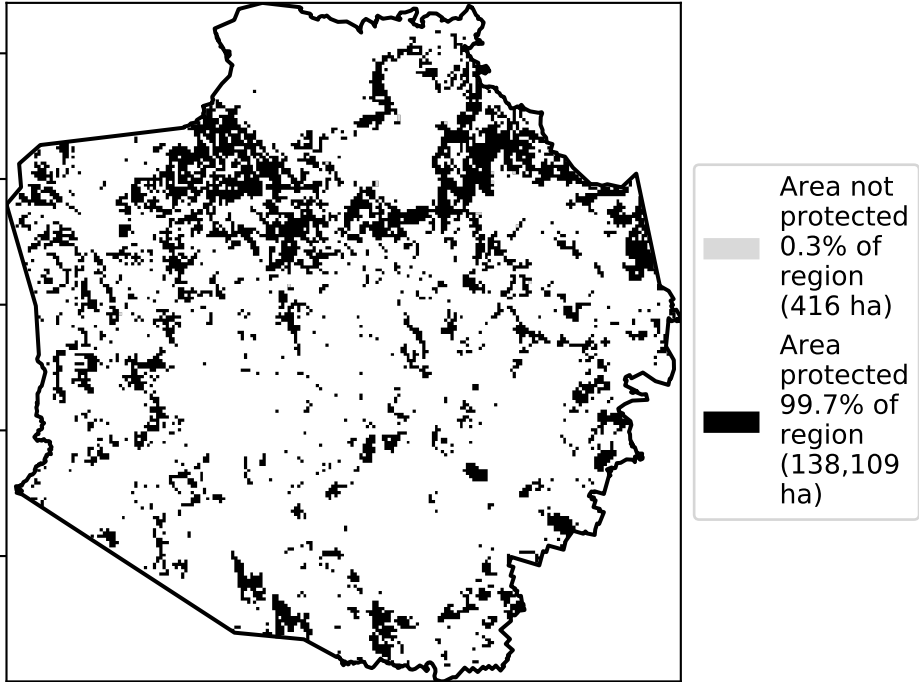 Area not
protected
0.3% of
region
(416 ha)
Area
protected
99.7% of
region
(138,109
ha)